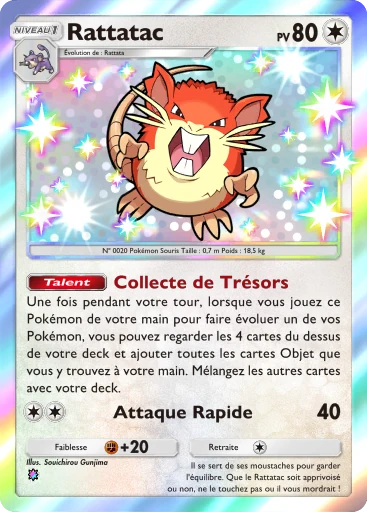 NIVEAU 1
Rattatac
PV 80
Évolution de : Rattata
N° 0020 Pokémon Souris Taille : 0,7 m Poids : 18,5 kg
Talent Collecte de Trésors
Une fois pendant votre tour, lorsque vous jouez ce
Pokémon de votre main pour faire évoluer un de vos
Pokémon, vous pouvez regarder les 4 cartes du dessus
de votre deck et ajouter toutes les cartes Objet que
vous y trouvez à votre main. Mélangez les autres cartes
avec votre deck.
Attaque Rapide 40
Faiblesse +20 Retraite
Illus. Souichirou Gunjima
Il se sert de ses moustaches pour garder
l'équilibre. Que le Rattatac soit apprivoisé
ou non, ne le touchez pas ou il vous mordrait !